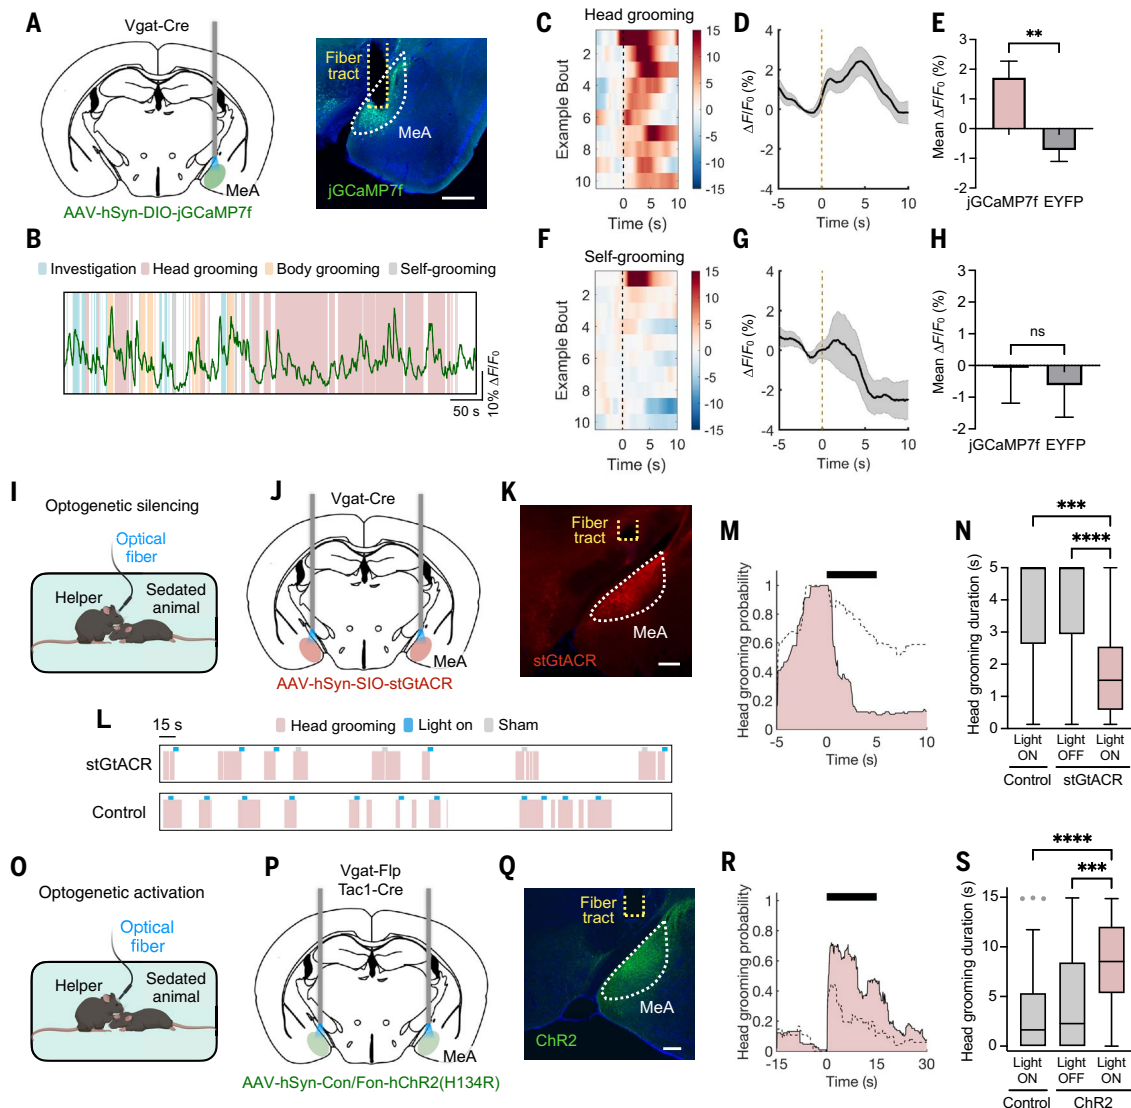 A
Vgat-Cre
MeA
AAV-hSyn-DIO-jGCaMP7f
Fiber
tract
MeA
jGCaMP7f
C
Head grooming
Example Bout
2
4
6
8
10
0
10
Time (s)
15
10
5
0
-5
-10
-15
D
ΔF/F0 (%)
4
2
0
-2
-4
-5
0
5
10
Time (s)
E
**
Mean ΔF/F0 (%)
3
2
1
0
-1
-2
jGCaMP7f EYFP
B
Investigation
Head grooming
Body grooming
Self-grooming
10% ΔF/F0
50 s
F
Self-grooming
Example Bout
2
4
6
8
10
-5
0
5
10
Time (s)
15
10
5
0
-5
-10
-15
G
ΔF/F0 (%)
4
2
0
-2
-4
-5
0
5
10
Time (s)
H
ns
Mean ΔF/F0 (%)
3
2
1
0
-1
-2
jGCaMP7f EYFP
I
Optogenetic silencing
Optical
fiber
Helper
Sedated
animal
J
Vgat-Cre
MeA
AAV-hSyn-SIO-stGtACR
K
Fiber
tract
MeA
stGtACR
L
15 s
Head grooming
Light on
Sham
stGtACR
Control
M
Head grooming probability
1
0.8
0.6
0.4
0.2
0
-5
0
5
10
Time (s)
N
***
****
Head grooming duration (s)
5
4
3
2
1
0
Light
ON
Light
OFF
Light
ON
Control
stGtACR
O
Optogenetic activation
Optical
fiber
Helper
Sedated
animal
P
Vgat-Flp
Tac1-Cre
MeA
AAV-hSyn-Con/Fon-hChR2(H134R)
Q
Fiber
tract
MeA
ChR2
R
Head grooming probability
1
0.8
0.6
0.4
0.2
0
-15
0
15
30
Time (s)
S
****
***
Head grooming duration (s)
15
10
5
0
Light
ON
Light
OFF
Light
ON
Control
ChR2